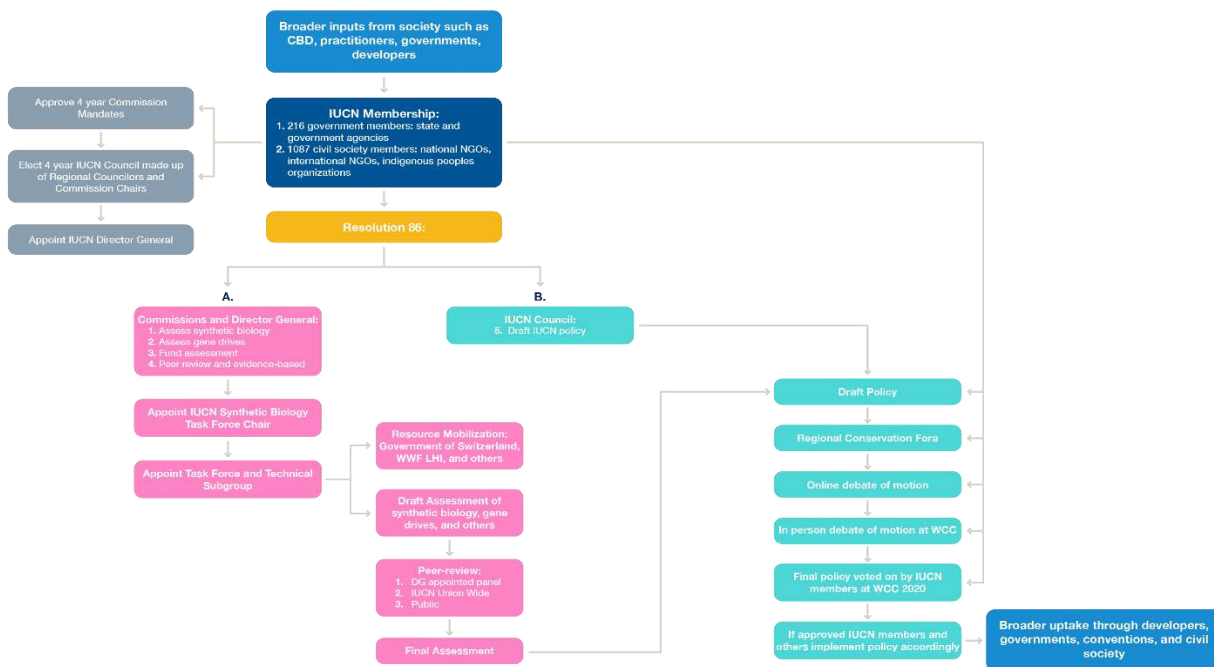 Broader inputs from society such as
CBD, practitioners, governments,
developers
IUCN Membership:
1. 216 government members: state and
government agencies
2. 1087 civil society members: national NGOs,
international NGOs, indigenous peoples
organizations
Approve 4 year Commission
Mandates
Elect 4 year IUCN Council made up
of Regional Councilors and
Commission Chairs
Appoint IUCN Director General
Resolution 86:
A.
Commissions and Director General:
1. Assess synthetic biology
2. Assess gene drives
3. Fund assessment
4. Peer review and evidence-based
Appoint IUCN Synthetic Biology
Task Force Chair
Appoint Task Force and Technical
Subgroup
Resource Mobilization:
Government of Switzerland,
WWF LHI, and others
Draft Assessment of
synthetic biology, gene
drives, and others
Peer-review:
1. DG appointed panel
2. IUCN Union Wide
3. Public
Final Assessment
B.
IUCN Council:
5. Draft IUCN policy
Draft Policy
Regional Conservation Fora
Online debate of motion
In person debate of motion at WCC
Final policy voted on by IUCN
members at WCC 2020
If approved IUCN members and
others implement policy accordingly
Broader uptake through developers,
governments, conventions, and civil
society